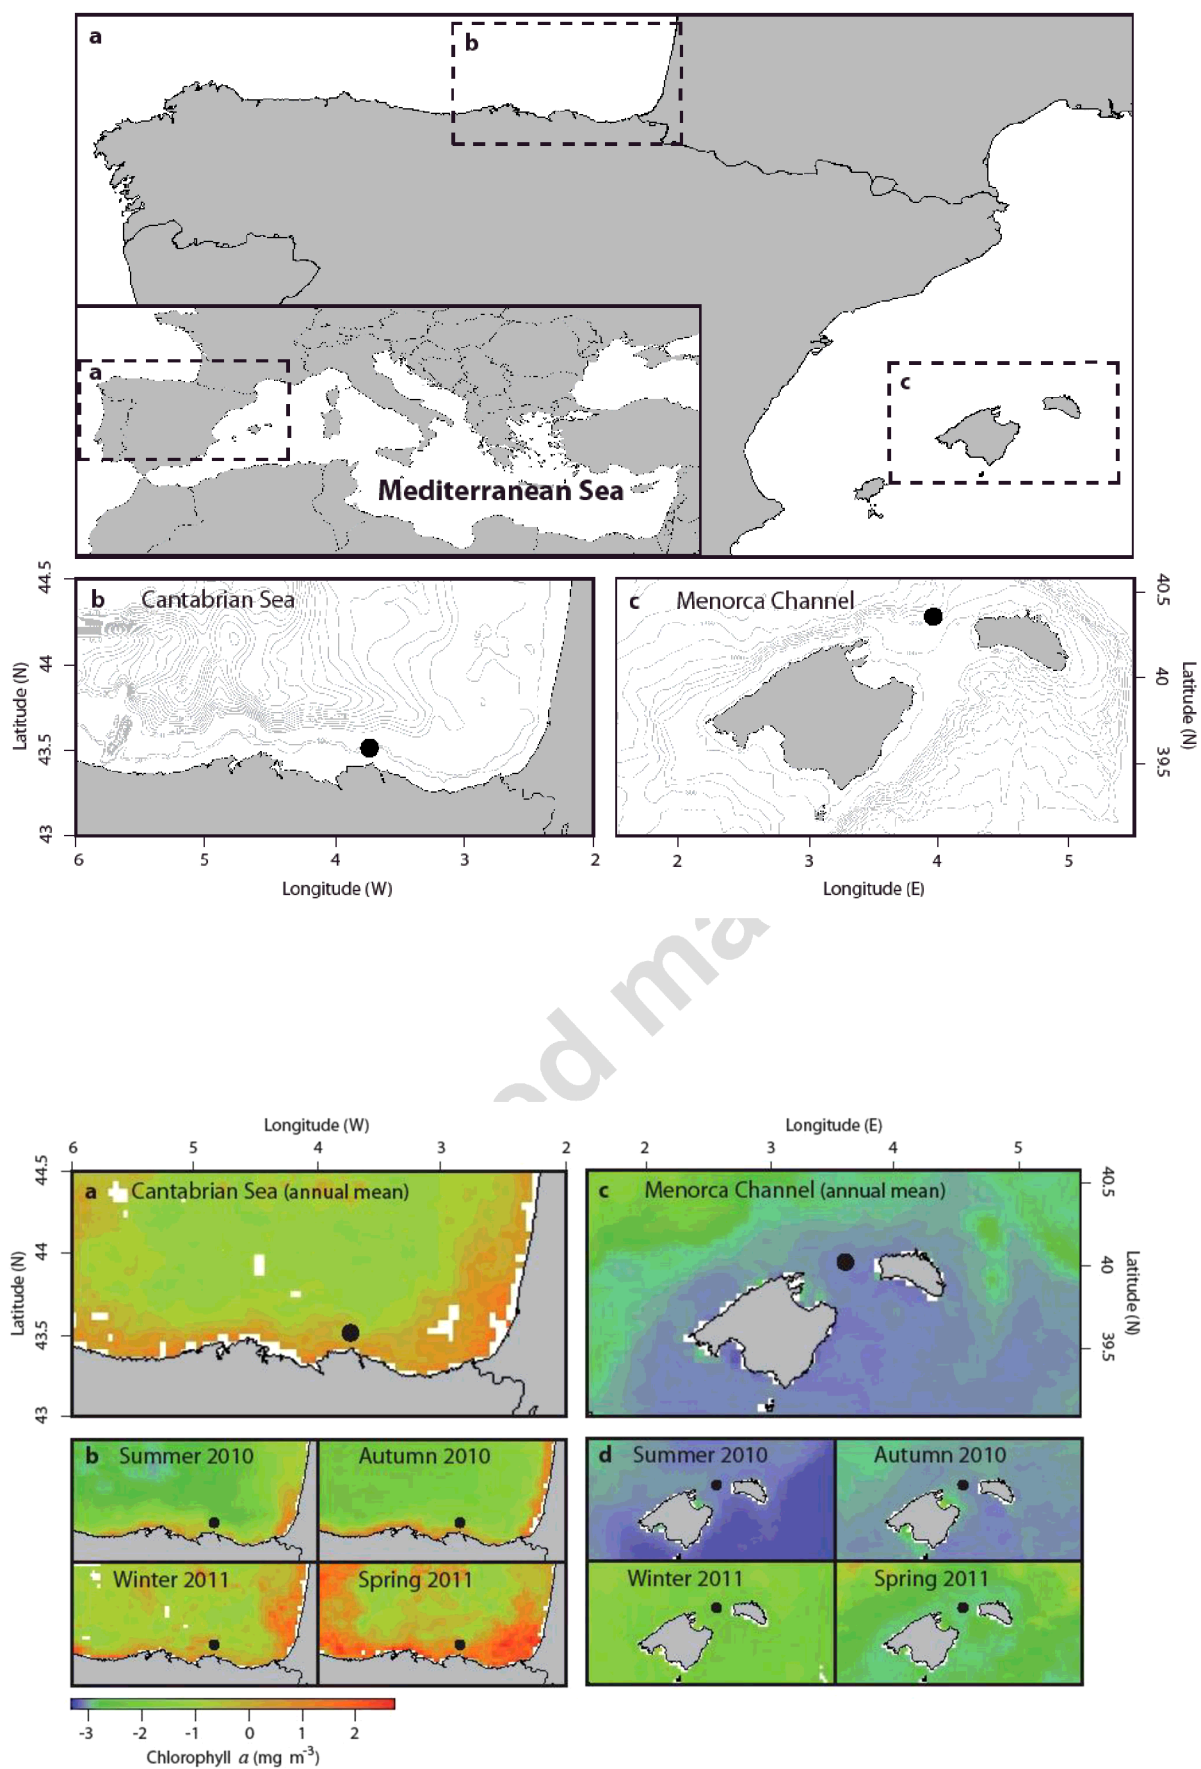 a
b
c
a
Mediterranean Sea
b Cantabrian Sea
c Menorca Channel
44.5
44
43.5
43
Latitude (N)
40.5
40
39.5
Latitude (N)
6 5 4 3 2
2 3 4 5
Longitude (W)
Longitude (E)
ed ma
Longitude (W)
Longitude (E)
6 5 4 3 2
2 3 4 5
a Cantabrian Sea (annual mean)
c Menorca Channel (annual mean)
44.5
44
43.5
43
Latitude (N)
40.5
40
39.5
Latitude (N)
b Summer 2010
Autumn 2010
d Summer 2010
Autumn 2010
Winter 2011
Spring 2011
Winter 2011
Spring 2011
-3 -2 -1 0 1 2
Chlorophyll a (mg m-3)